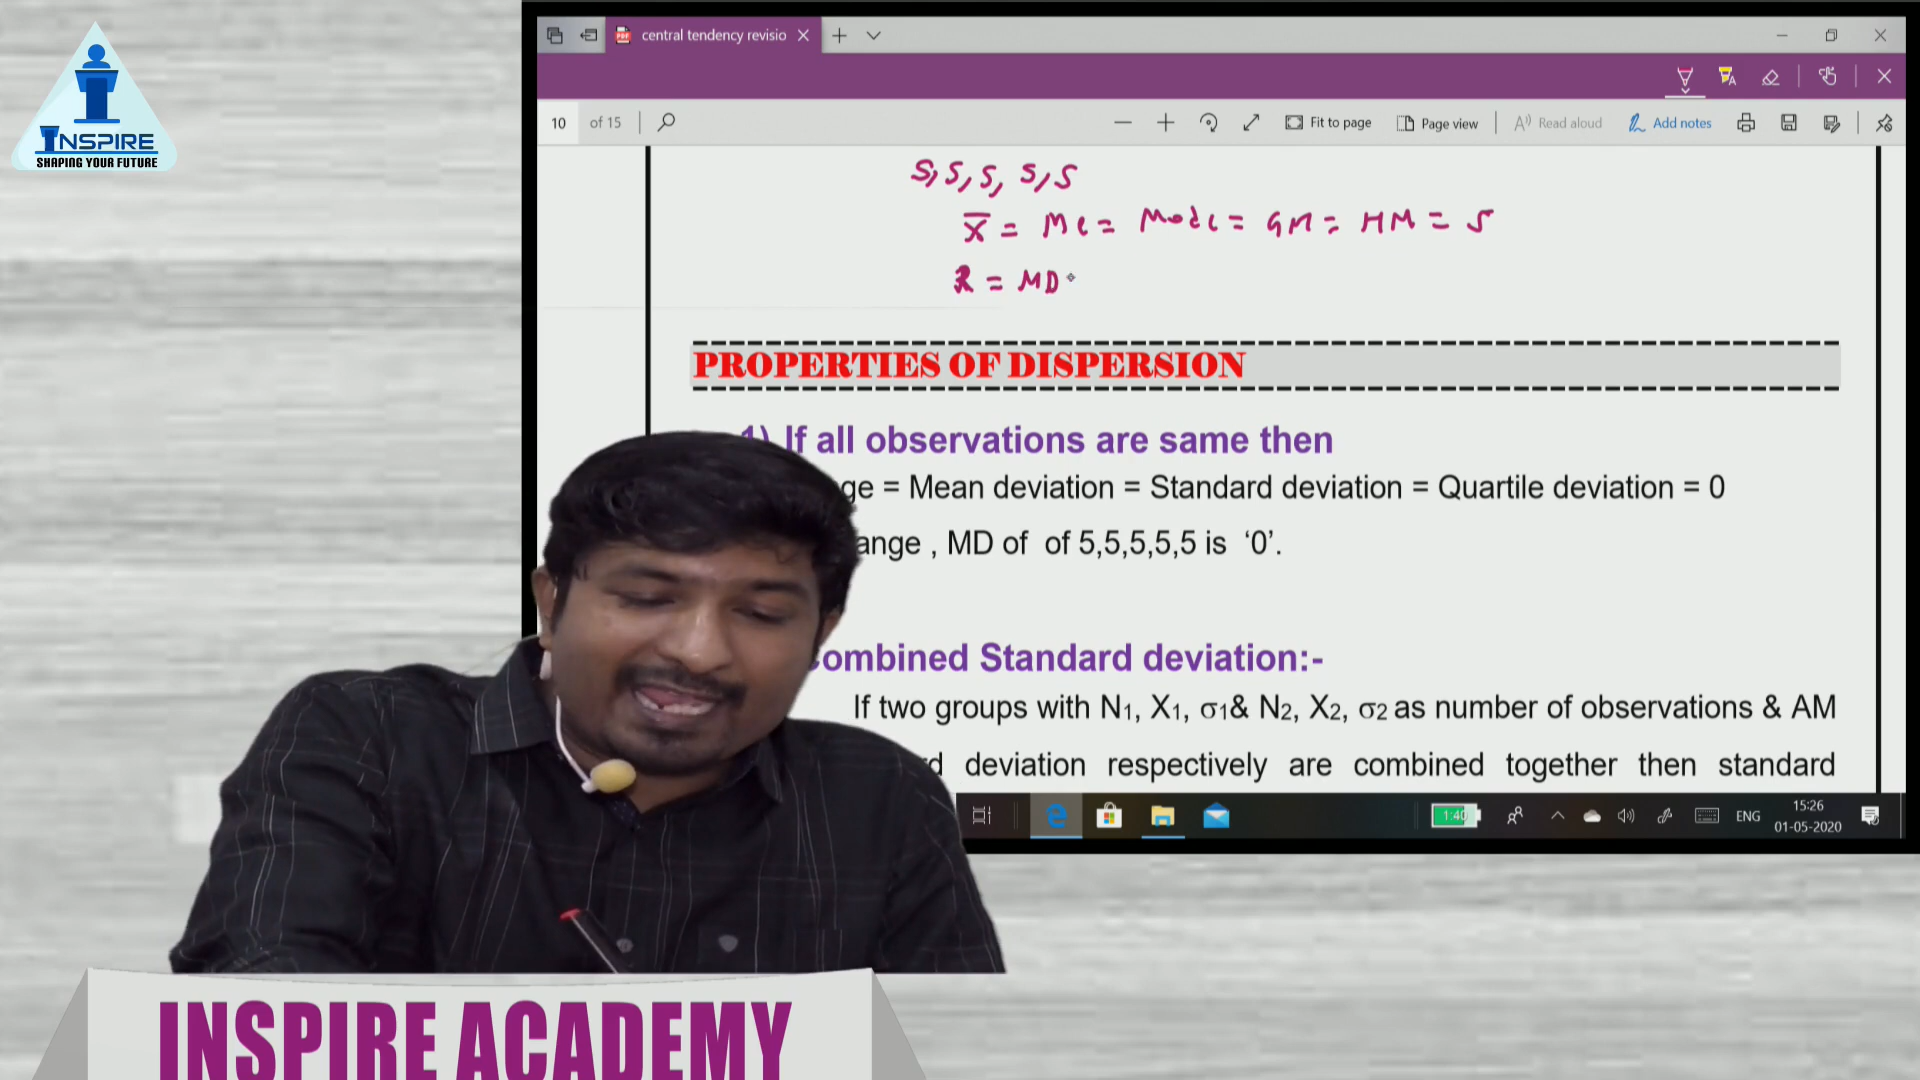 INSPIRE
SHAPING YOUR FUTURE
central tendency revisio
10 of 15
Fit to page
Page view
Read aloud
Add notes
5, 5, 5, 5, 5
X̅ = Me = Mode = GM = HM = 5
R = MD
PROPERTIES OF DISPERSION
1) If all observations are same then
= Mean deviation = Standard deviation = Quartile deviation = 0
, MD of of 5,5,5,5,5 is ‘0’.
Combined Standard deviation:-
If two groups with N1, X1, σ1& N2, X2, σ2 as number of observations & AM
deviation respectively are combined together then standard
1:40
ENG
15:26
01-05-2020
INSPIRE ACADEMY